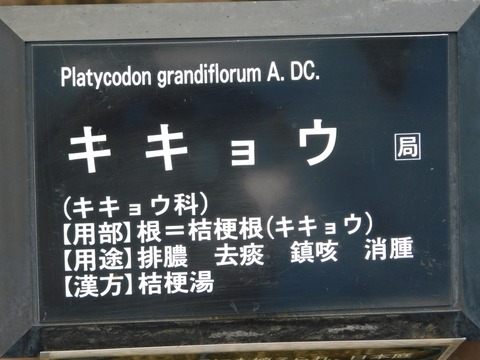 Platycodon grandiflorum A. DC.
キキョウ 局
(キキョウ科)
【用部】根＝桔梗根(キキョウ)
【用途】排膿 去痰 鎮咳 消腫
【漢方】桔梗湯